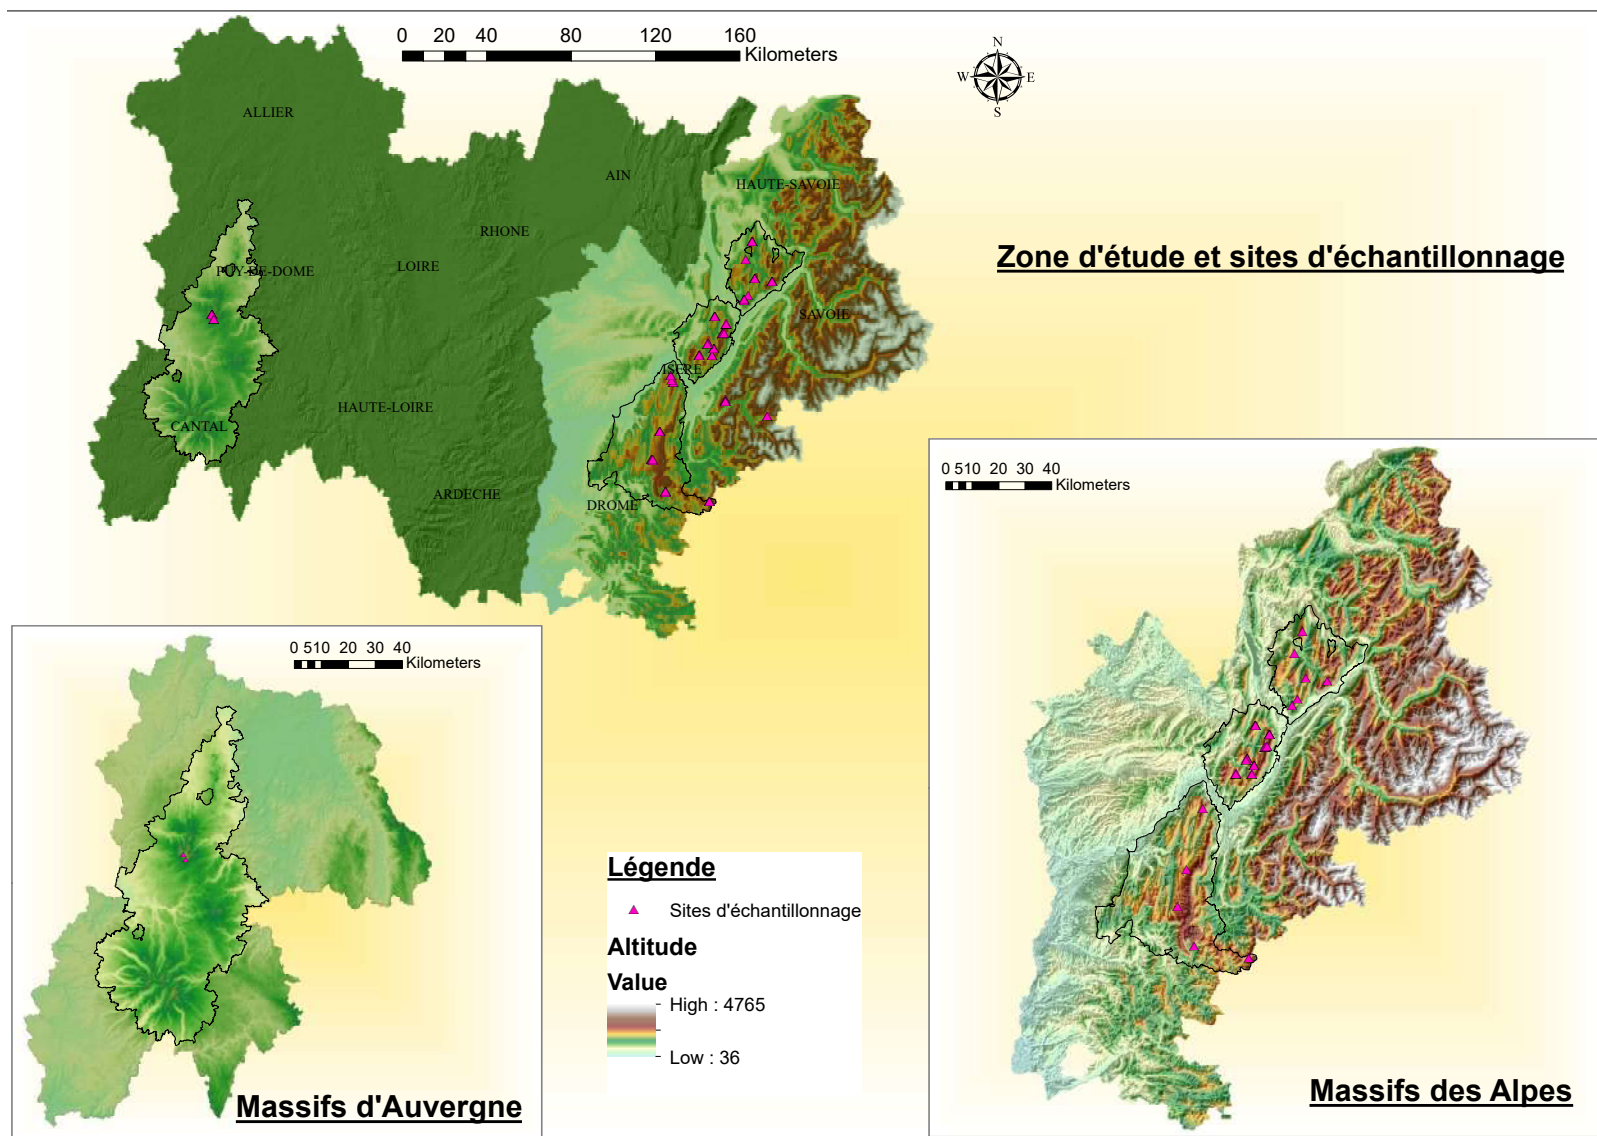 0 20 40 80 120 160
Kilometers
N
W E
S
ALLIER
AIN
HAUTE-SAVOIE
RHONE
Zone d'étude et sites d'échantillonnage
LOIRE
PUY-DE-DOME
SAVOIE
ISERE
HAUTE-LOIRE
CANTAL
ARDECHE
DROME
0 510 20 30 40
Kilometers
Massifs des Alpes
0 510 20 30 40
Kilometers
Massifs d'Auvergne
Légende
Sites d'échantillonnage
Altitude
Value
High : 4765
Low : 36